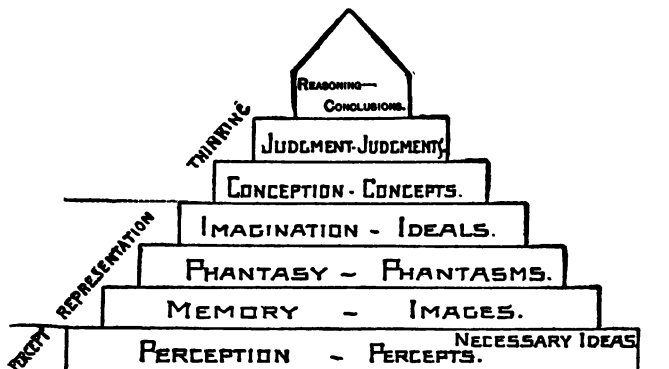 REASONING—
CONCLUSIONS.
THINKING
JUDGMENT-JUDGMENTS.
CONCEPTION - CONCEPTS.
IMAGINATION - IDEALS.
REPRESENTATION
PHANTASY - PHANTASMS.
MEMORY - IMAGES.
NECESSARY IDEAS
PERCEPT
PERCEPTION - PERCEPTS.